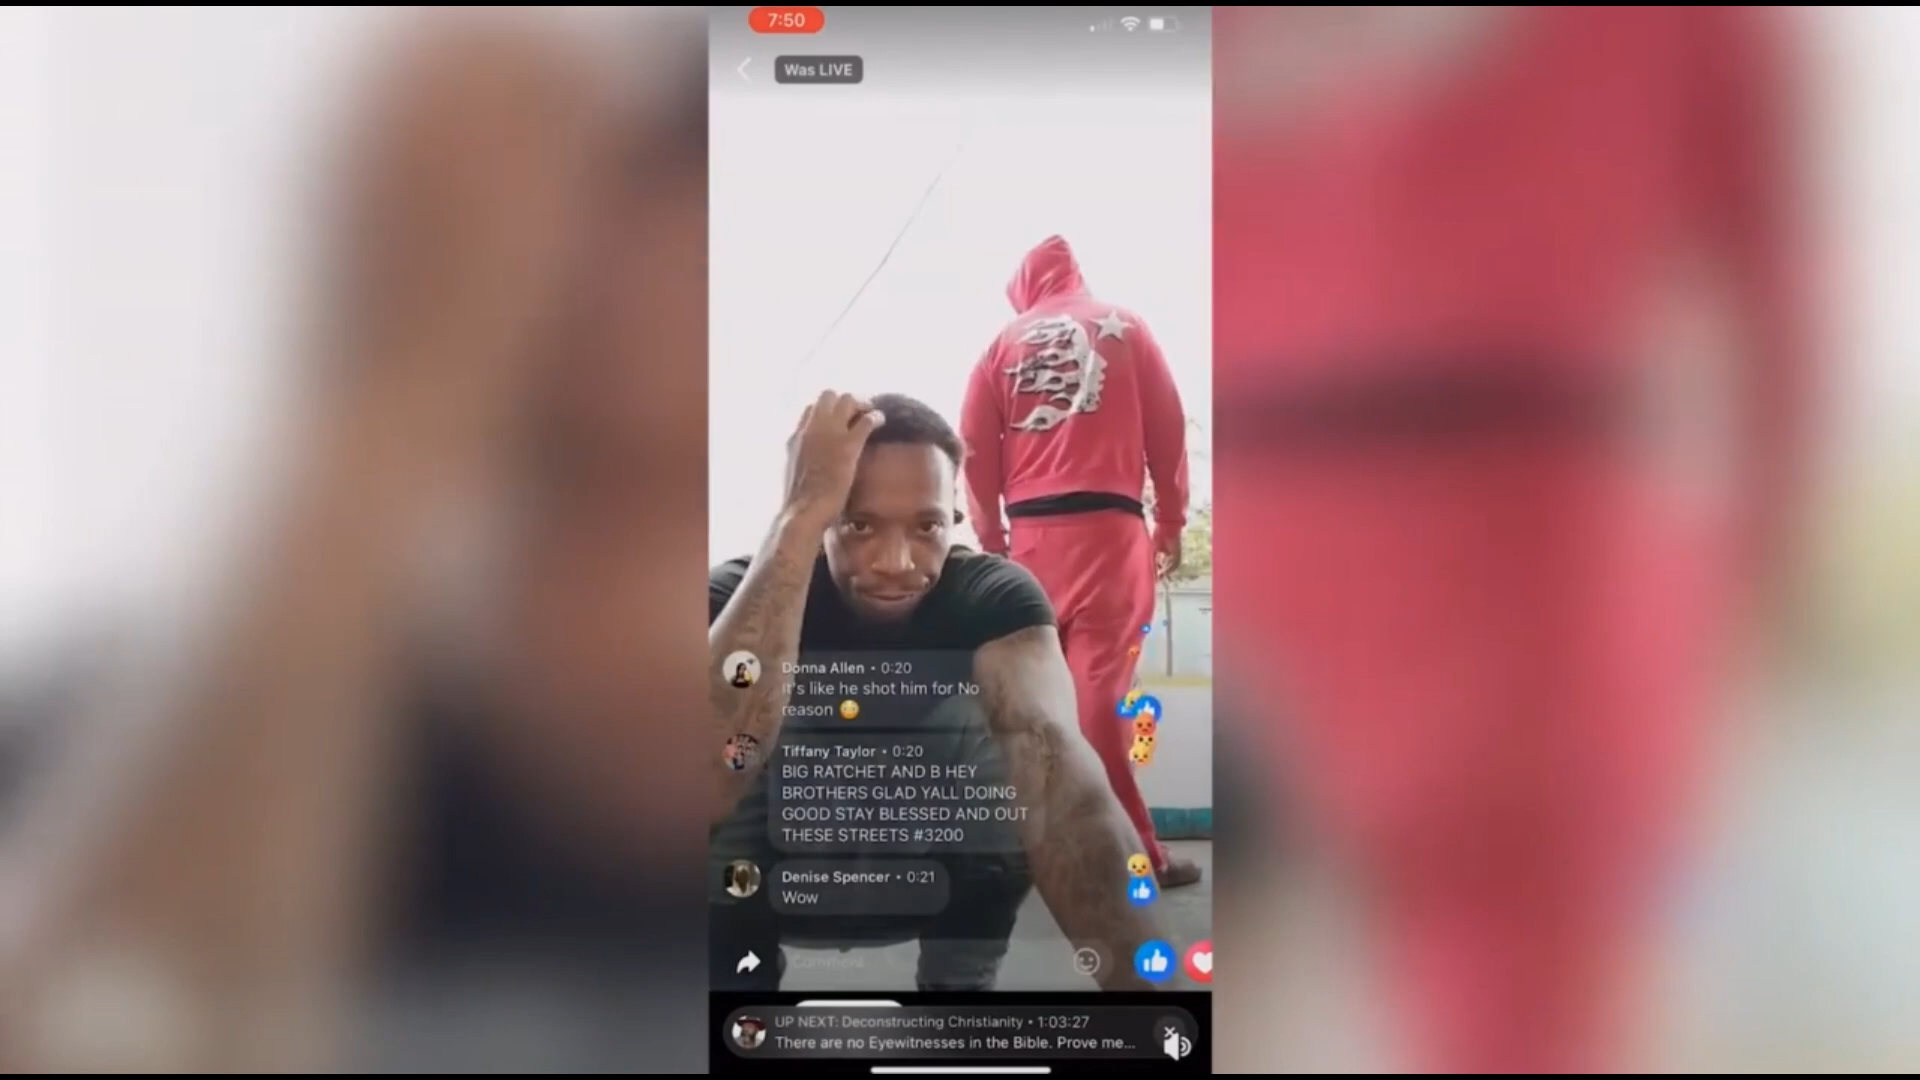 7:50
Was LIVE
Donna Allen • 0:20
It's like he shot him for No
reason 😳
Tiffany Taylor • 0:20
BIG RATCHET AND B HEY
BROTHERS GLAD YALL DOING
GOOD STAY BLESSED AND OUT
THESE STREETS #3200
Denise Spencer • 0:21
Wow
Comment...
UP NEXT: Deconstructing Christianity • 1:03:27
There are no Eyewitnesses in the Bible. Prove me...